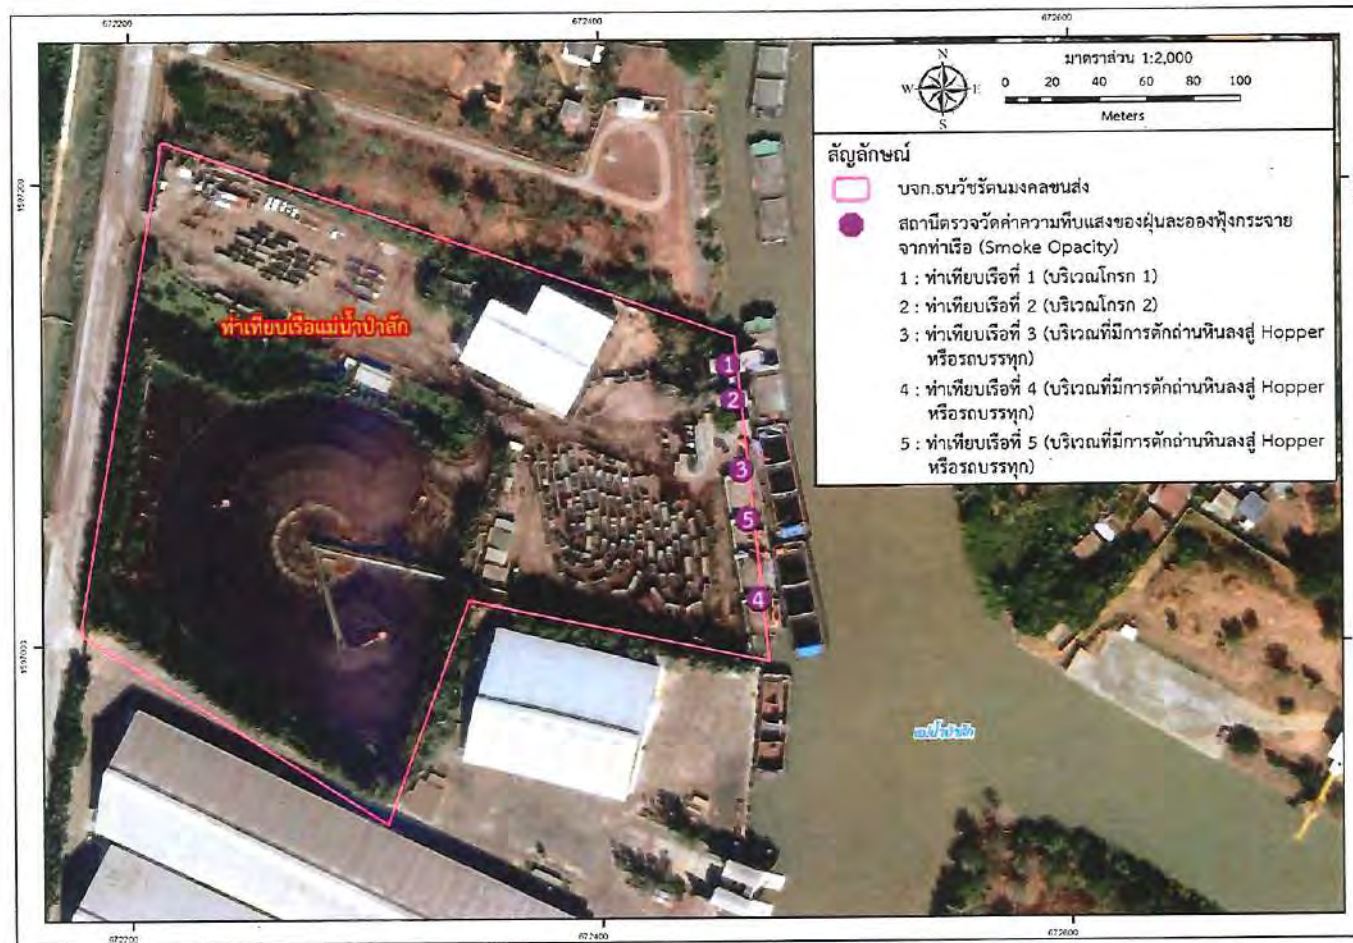 672200
672400
672600
N
W
E
S
มาตราส่วน 1:2,000
0 20 40 60 80 100
Meters
สัญลักษณ์
บจก.ธนวัชรัตนมงคลขนส่ง
สถานีตรวจวัดค่าความทึบแสงของฝุ่นละอองฟุ้งกระจาย
จากท่าเรือ (Smoke Opacity)
1 : ท่าเทียบเรือที่ 1 (บริเวณโกรก 1)
2 : ท่าเทียบเรือที่ 2 (บริเวณโกรก 2)
3 : ท่าเทียบเรือที่ 3 (บริเวณที่มีการตักถ่านหินลงสู่ Hopper
หรือรถบรรทุก)
4 : ท่าเทียบเรือที่ 4 (บริเวณที่มีการตักถ่านหินลงสู่ Hopper
หรือรถบรรทุก)
5 : ท่าเทียบเรือที่ 5 (บริเวณที่มีการตักถ่านหินลงสู่ Hopper
หรือรถบรรทุก)
1597200
ท่าเทียบเรือแม่น้ำป่าสัก
1
2
3
5
4
1597000
แม่น้ำป่าสัก
672200
672400
672600